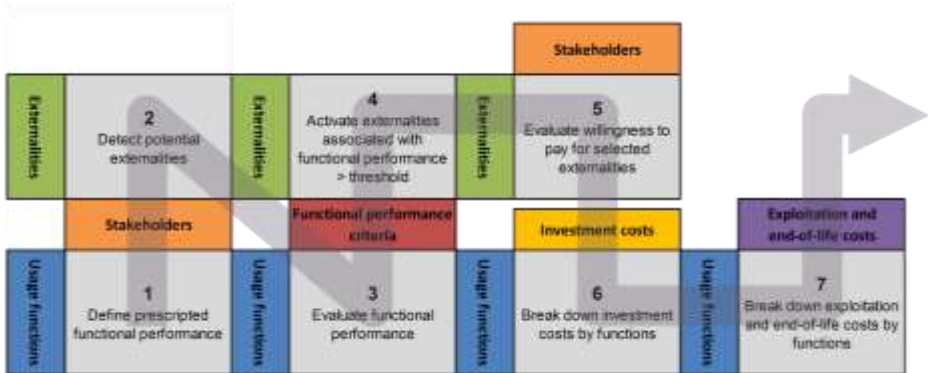 Stakeholders
Externalities
2
Detect potential
externalities
Externalities
4
Activate externalities
associated with
functional performance
> threshold
Externalities
5
Evaluate willingness to
pay for selected
externalities
Stakeholders
Functional performance
criteria
Investment costs
Exploitation and
end-of-life costs
Usage functions
1
Define prescripted
functional performance
Usage functions
3
Evaluate functional
performance
Usage functions
6
Break down investment
costs by functions
Usage functions
7
Break down exploitation
and end-of-life costs by
functions